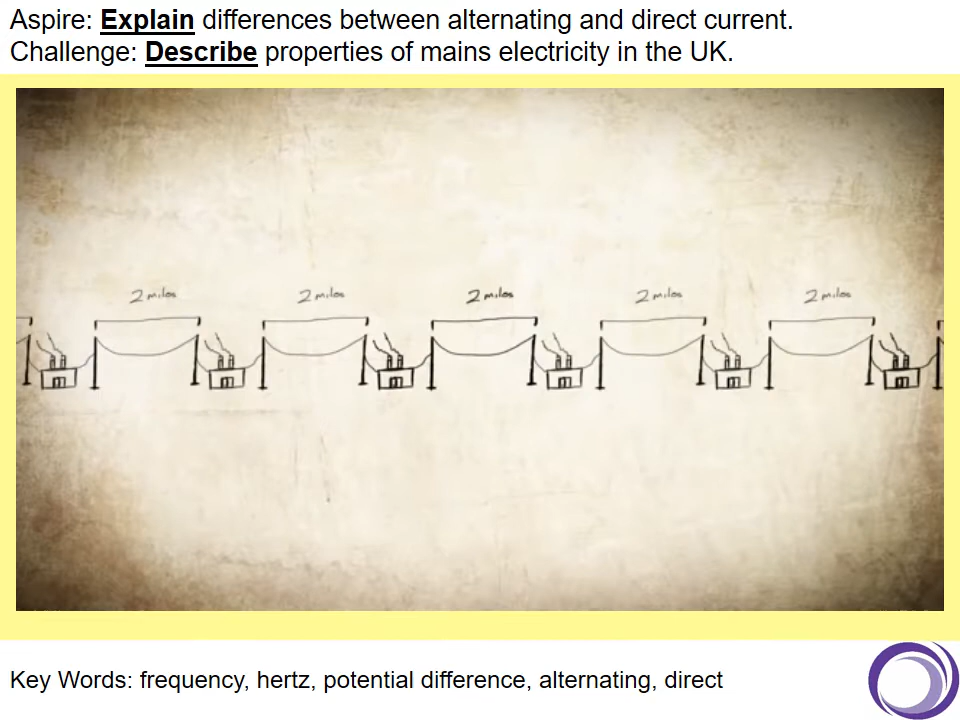 Aspire: Explain differences between alternating and direct current.
Challenge: Describe properties of mains electricity in the UK.
2 miles 2 miles 2 miles 2 miles 2 miles
Key Words: frequency, hertz, potential difference, alternating, direct